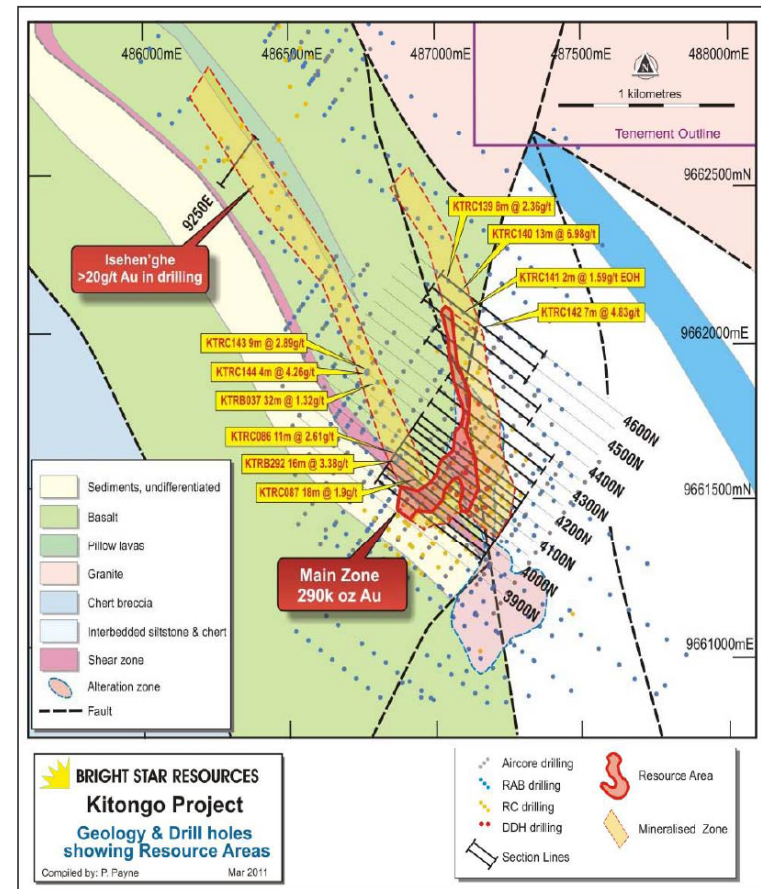 486000mE
486500mE
487000mE
487500mE
488000mE
N
1 kilometres
Tenement Outline
9662500mN
9250E
Isehen'ghe
>20g/t Au in drilling
KTRC139 6m @ 2.36g/t
KTRC140 13m @ 6.98g/t
KTRC141 2m @ 1.59g/t EOH
KTRC142 7m @ 4.83g/t
9662000mE
KTRC143 9m @ 2.89g/t
KTRC144 4m @ 4.26g/t
KTRB037 32m @ 1.32g/t
KTRC086 11m @ 2.61g/t
KTRB292 16m @ 3.38g/t
KTRC087 18m @ 1.9g/t
4600N
4500N
4400N
4300N
4200N
4100N
4000N
3900N
9661500mN
Main Zone
290k oz Au
9661000mN
Sediments, undifferentiated
Basalt
Pillow lavas
Granite
Chert breccia
Interbedded siltstone & chert
Shear zone
Alteration zone
Fault
BRIGHT STAR RESOURCES
Kitongo Project
Geology & Drill holes
showing Resource Areas
Compiled by: P. Payne Mar 2011
Aircore drilling
RAB drilling
RC drilling
DDH drilling
Section Lines
Resource Area
Mineralised Zone